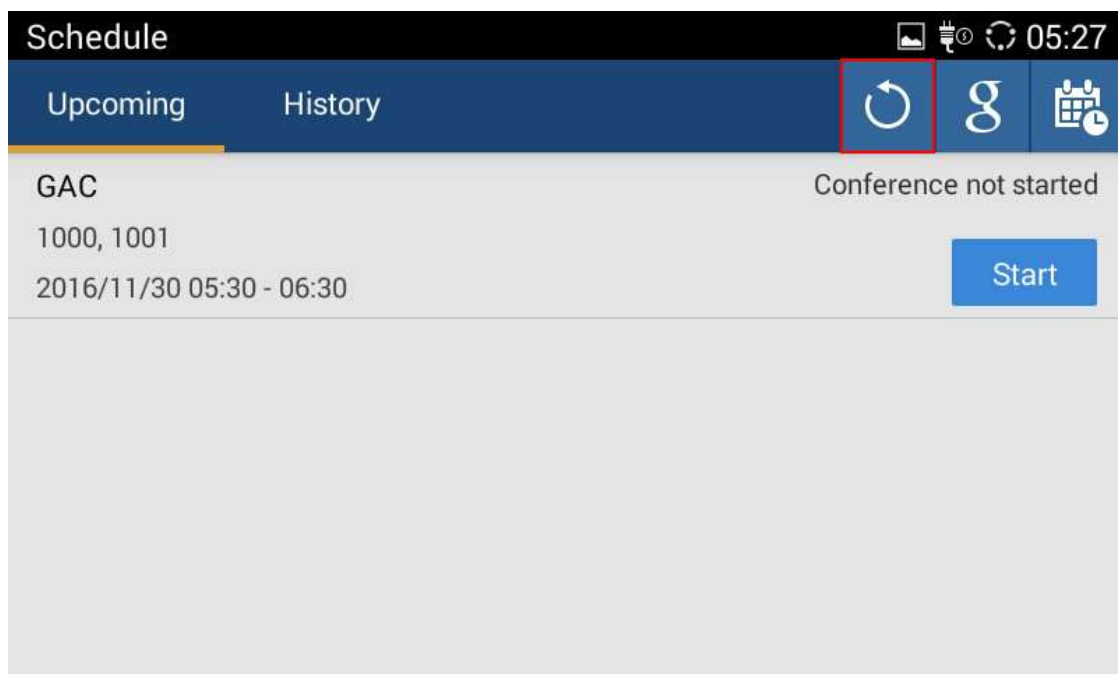 Schedule 05:27
Upcoming History g
GAC Conference not started
1000, 1001
2016/11/30 05:30 - 06:30
Start